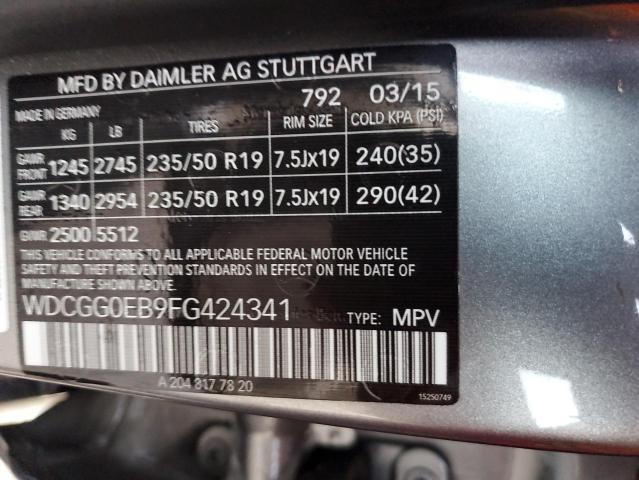 MFD BY DAIMLER AG STUTTGART
792 03/15
MADE IN GERMANY
KG LB TIRES RIM SIZE COLD KPA (PSI)
GAWR FRONT 1245 2745 235/50 R19 7.5Jx19 240(35)
GAWR REAR 1340 2954 235/50 R19 7.5Jx19 290(42)
GVWR 2500 5512
THIS VEHICLE CONFORMS TO ALL APPLICABLE FEDERAL MOTOR VEHICLE
SAFETY AND THEFT PREVENTION STANDARDS IN EFFECT ON THE DATE
OF MANUFACTURE SHOWN ABOVE.
WDCGG0EB9FG424341 TYPE: MPV
A 204 817 78 20
15250749